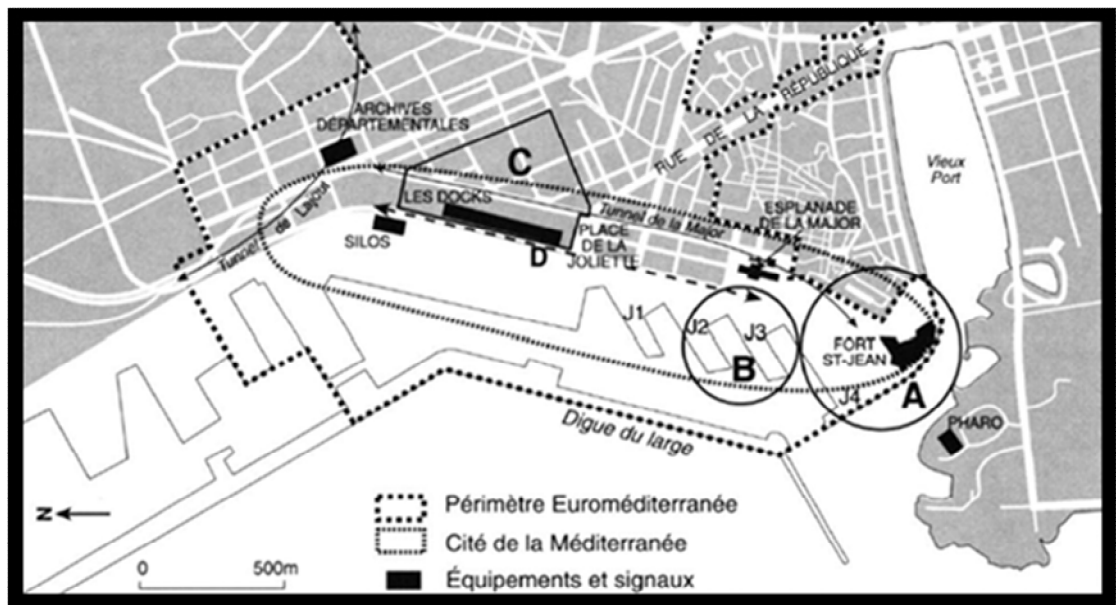 ARCHIVES
DÉPARTEMENTALES
RUE DE LA RÉPUBLIQUE
Vieux
Port
C
LES DOCKS
Tunnel de la Major
ESPLANADE
DE LA MAJOR
Tunnel de Lajout
SILOS
PLACE
DE LA
JOLIETTE
D
J1
J2
J3
B
FORT
ST-JEAN
J4
A
PHARO
Digue du large
N
Périmètre Euroméditerranée
Cité de la Méditerranée
Équipements et signaux
0
500m